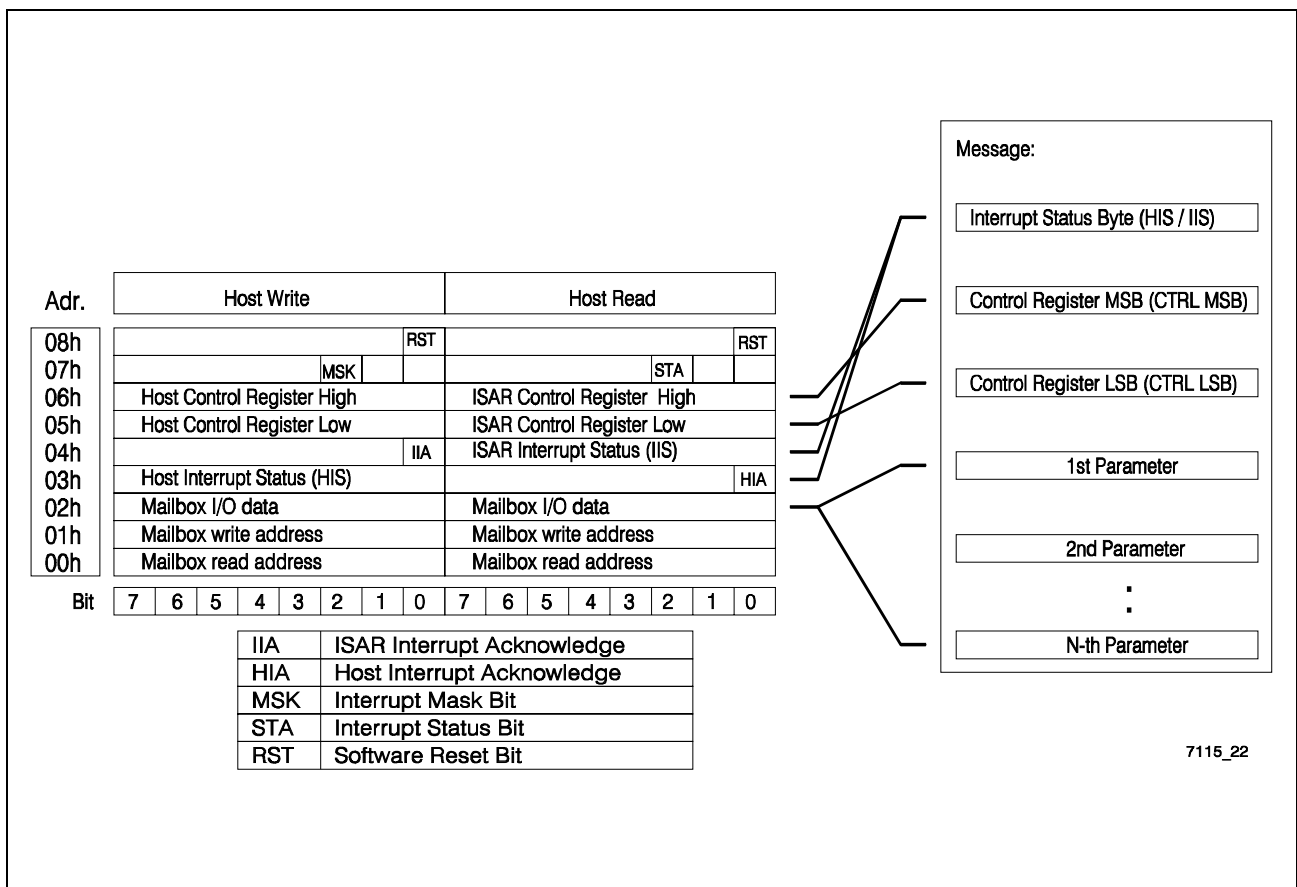 Message:
Interrupt Status Byte (HIS / IIS)
Control Register MSB (CTRL MSB)
Control Register LSB (CTRL LSB)
1st Parameter
2nd Parameter
:
N-th Parameter
Adr. Host Write Host Read
08h RST RST
07h MSK STA
06h Host Control Register High ISAR Control Register High
05h Host Control Register Low ISAR Control Register Low
04h IIA ISAR Interrupt Status (IIS)
03h Host Interrupt Status (HIS) HIA
02h Mailbox I/O data Mailbox I/O data
01h Mailbox write address Mailbox write address
00h Mailbox read address Mailbox read address
Bit 7 6 5 4 3 2 1 0 7 6 5 4 3 2 1 0
IIA ISAR Interrupt Acknowledge
HIA Host Interrupt Acknowledge
MSK Interrupt Mask Bit
STA Interrupt Status Bit
RST Software Reset Bit
7115_22